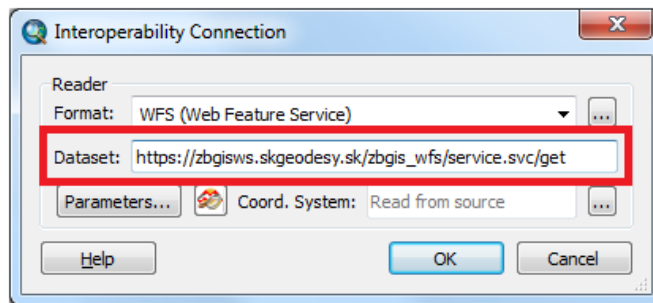 Interoperability Connection
Reader
Format: WFS (Web Feature Service) ...
Dataset: https://zbgisws.skgeodesy.sk/zbgis_wfs/service.svc/get
Parameters... Coord. System: Read from source ...
Help OK Cancel